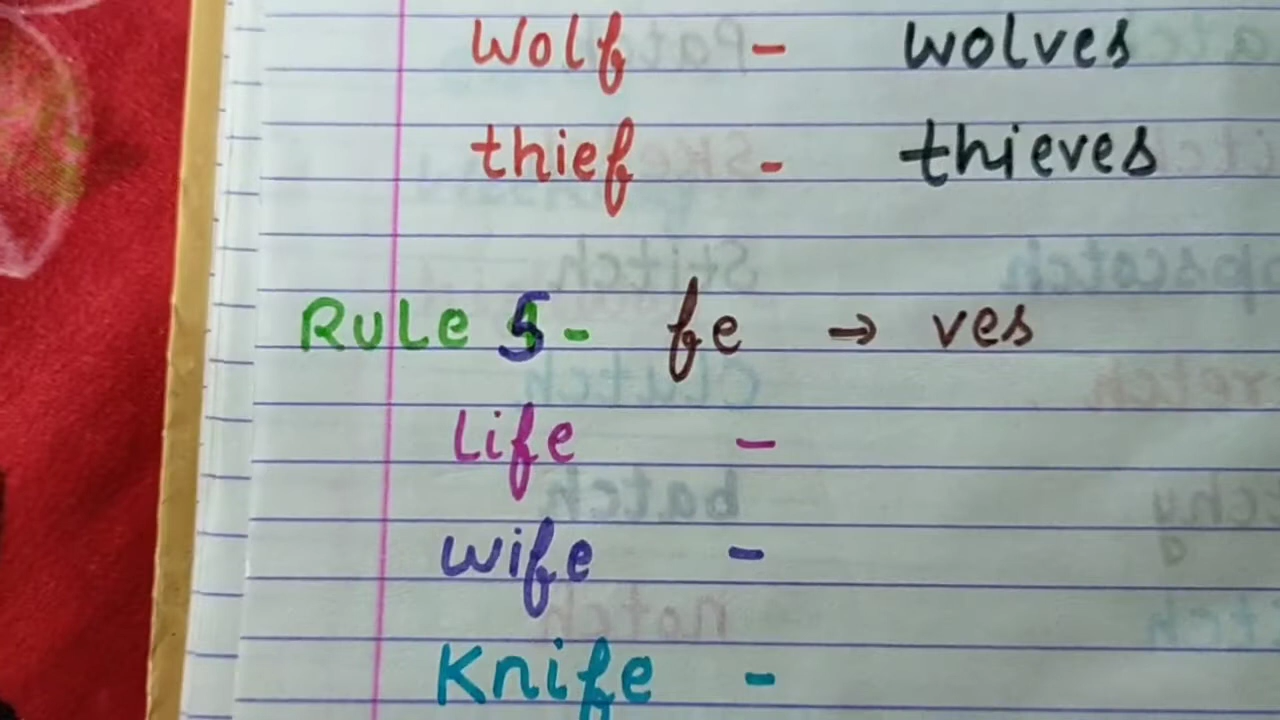 Wolf - wolves
thief - thieves
RuLe 5- fe → ves
Life -
wife -
Knife -